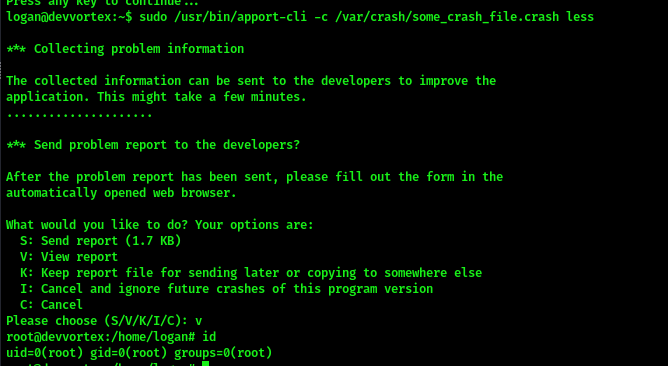 Press any key to continue...
logan@devvortex:~$ sudo /usr/bin/apport-cli -c /var/crash/some_crash_file.crash less
*** Collecting problem information
The collected information can be sent to the developers to improve the
application. This might take a few minutes.
.....................
*** Send problem report to the developers?
After the problem report has been sent, please fill out the form in the
automatically opened web browser.
What would you like to do? Your options are:
S: Send report (1.7 KB)
V: View report
K: Keep report file for sending later or copying to somewhere else
I: Cancel and ignore future crashes of this program version
C: Cancel
Please choose (S/V/K/I/C): v
root@devvortex:/home/logan# id
uid=0(root) gid=0(root) groups=0(root)
root@devvortex:/home/logan#